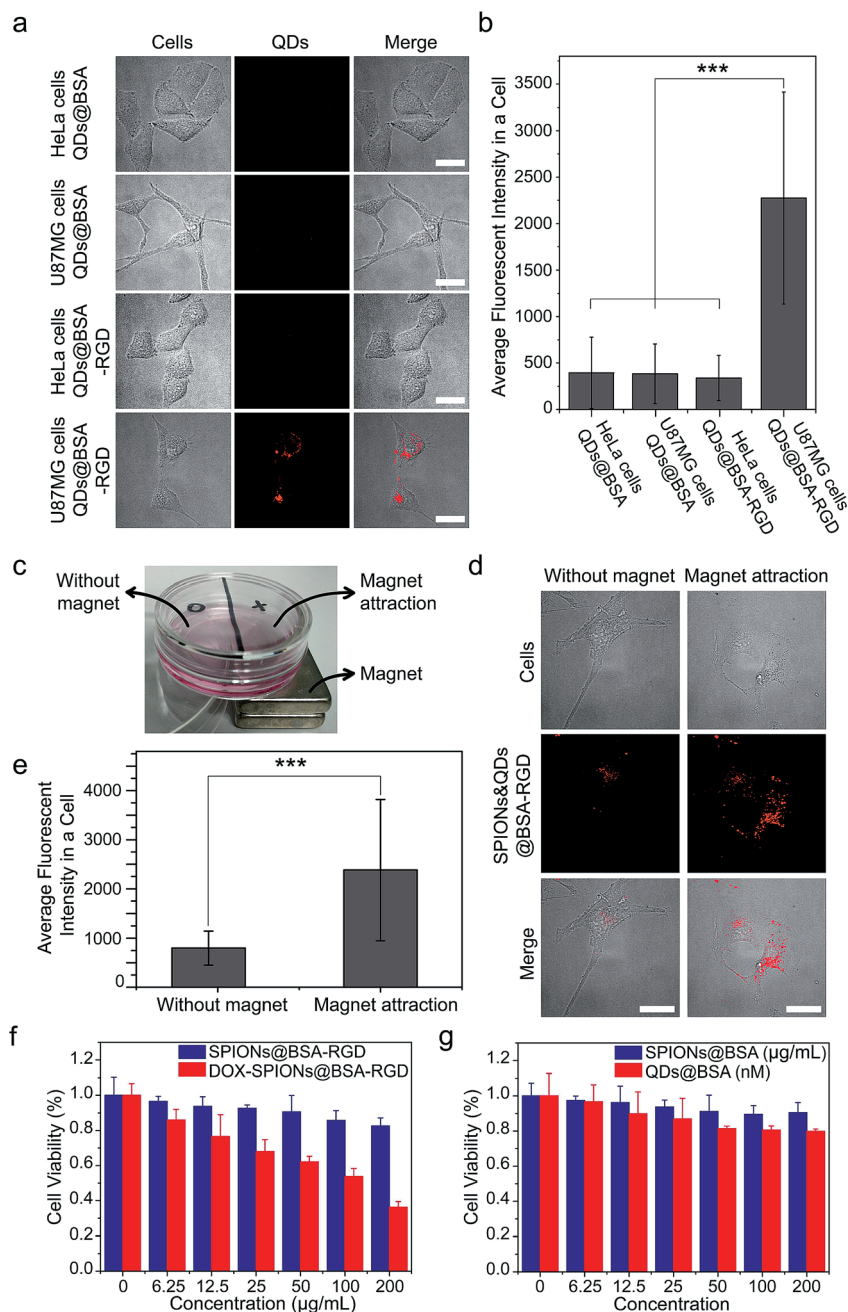 a
Cells QDs Merge
HeLa cells
QDs@BSA
U87MG cells
QDs@BSA
HeLa cells
QDs@BSA
-RGD
U87MG cells
QDs@BSA
-RGD
b
Average Fluorescent Intensity in a Cell
3500
3000
2500
2250
1500
1000
500
0
***
HeLa cells
QDs@BSA
U87MG cells
QDs@BSA
HeLa cells
QDs@BSA-RGD
U87MG cells
QDs@BSA-RGD
c
Without
magnet
O X
Magnet
attraction
Magnet
d
Without magnet Magnet attraction
Cells
SPIONs&QDs
@BSA-RGD
Merge
e
Average Fluorescent
Intensity in a Cell
4000
3000
2000
1000
0
***
Without magnet Magnet attraction
f
Cell Viability (%)
1.2
1.0
0.8
0.6
0.4
0.2
0.0
SPIONs@BSA-RGD
DOX-SPIONs@BSA-RGD
0 6.25 12.5 25 50 100 200
Concentration (µg/mL)
g
Cell Viability (%)
1.2
1.0
0.8
0.6
0.4
0.2
0.0
SPIONs@BSA (µg/mL)
QDs@BSA (nM)
0 6.25 12.5 25 50 100 200
Concentration